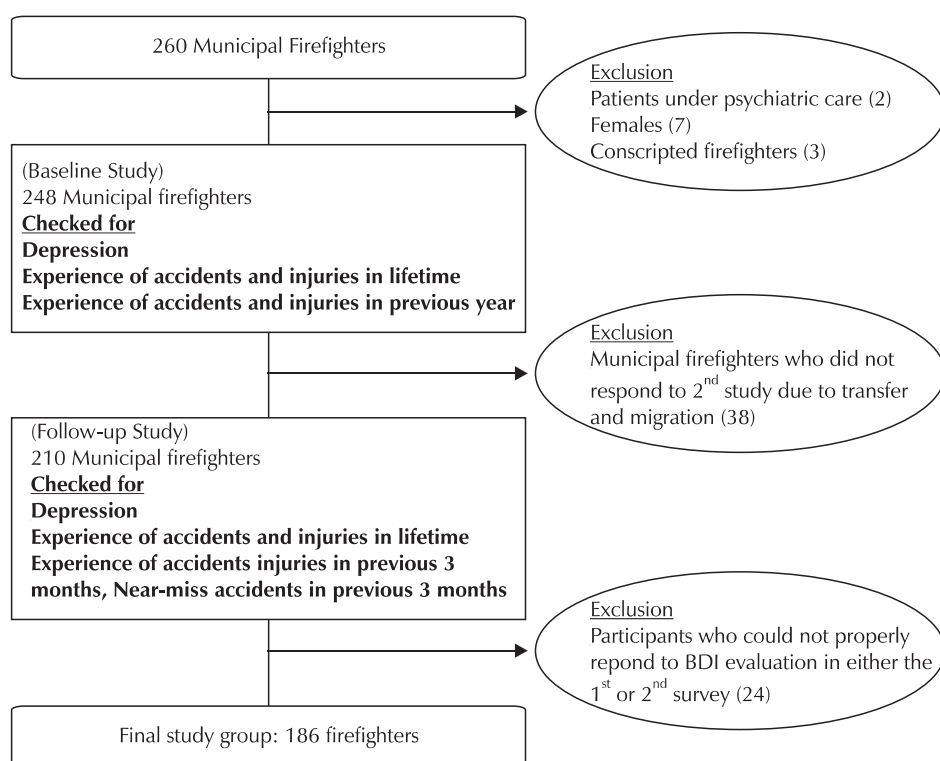 260 Municipal Firefighters
Exclusion
Patients under psychiatric care (2)
Females (7)
Conscripted firefighters (3)
(Baseline Study)
248 Municipal firefighters
Checked for
Depression
Experience of accidents and injuries in lifetime
Experience of accidents and injuries in previous year
Exclusion
Municipal firefighters who did not
respond to 2nd study due to transfer
and migration (38)
(Follow-up Study)
210 Municipal firefighters
Checked for
Depression
Experience of accidents and injuries in lifetime
Experience of accidents injuries in previous 3
months, Near-miss accidents in previous 3 months
Exclusion
Participants who could not properly
repond to BDI evaluation in either the
1st or 2nd survey (24)
Final study group: 186 firefighters